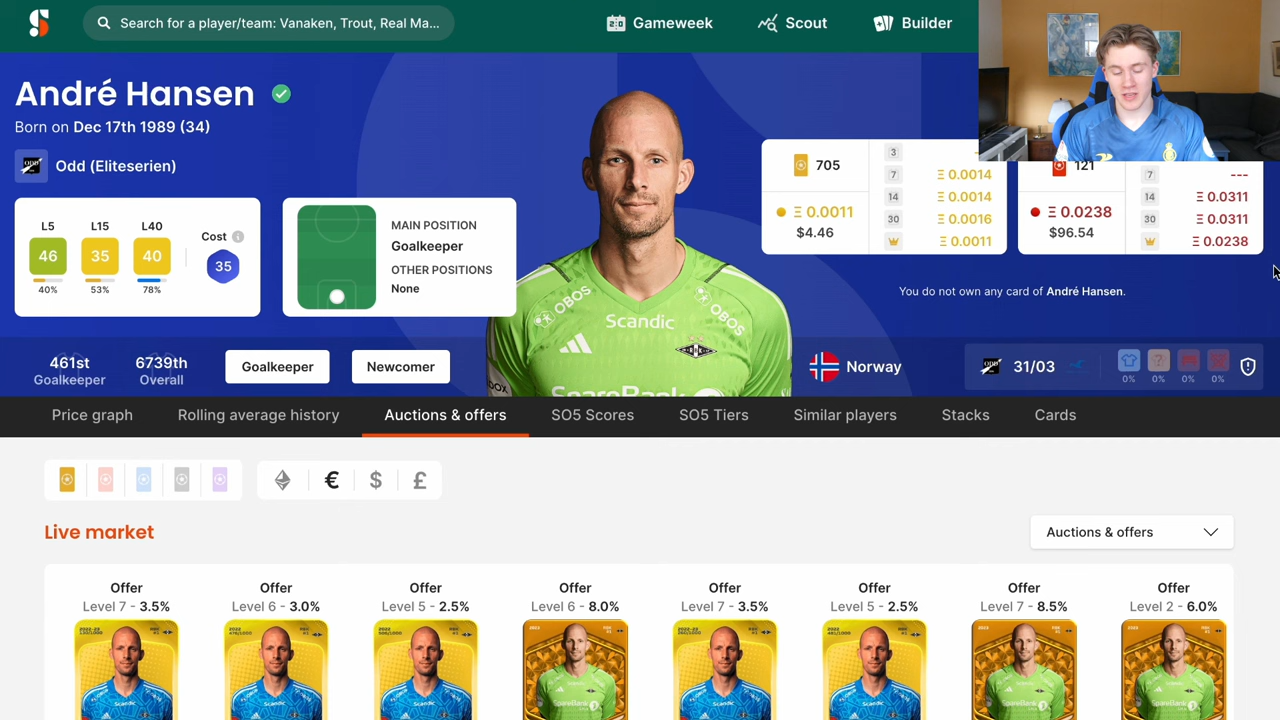 Search for a player/team: Vanaken, Trout, Real Ma...
Gameweek
Scout
Builder
André Hansen
Born on Dec 17th 1989 (34)
Odd (Eliteserien)
L5
L15
L40
Cost
46
35
40
35
40%
53%
78%
MAIN POSITION
Goalkeeper
OTHER POSITIONS
None
705
Ξ 0.0011
$4.46
3
7
Ξ 0.0014
14
Ξ 0.0014
30
Ξ 0.0016
Ξ 0.0011
121
Ξ 0.0238
$96.54
7
---
14
Ξ 0.0311
30
Ξ 0.0311
Ξ 0.0238
You do not own any card of André Hansen.
OBOS
Scandic
OBOS
SpareBank
461st
Goalkeeper
6739th
Overall
Goalkeeper
Newcomer
Norway
ODD
31/03
0%
0%
0%
0%
Price graph
Rolling average history
Auctions & offers
SO5 Scores
SO5 Tiers
Similar players
Stacks
Cards
€
$
£
Live market
Auctions & offers
Offer
Level 7 - 3.5%
Offer
Level 6 - 3.0%
Offer
Level 5 - 2.5%
Offer
Level 6 - 8.0%
Offer
Level 7 - 3.5%
Offer
Level 5 - 2.5%
Offer
Level 7 - 8.5%
Offer
Level 2 - 6.0%